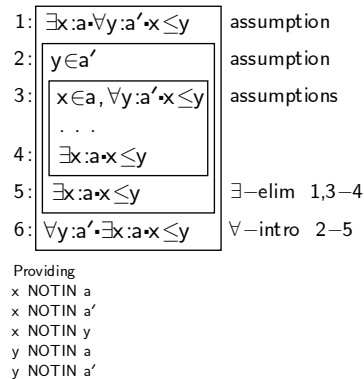 1: ∃x:a▪∀y:a′▪x≤y assumption
2: y∈a′ assumption
3: x∈a, ∀y:a′▪x≤y assumptions
. . .
4: ∃x:a▪x≤y
5: ∃x:a▪x≤y ∃−elim 1,3−4
6: ∀y:a′▪∃x:a▪x≤y ∀−intro 2−5
Providing
x NOTIN a
x NOTIN a′
x NOTIN y
y NOTIN a
y NOTIN a′